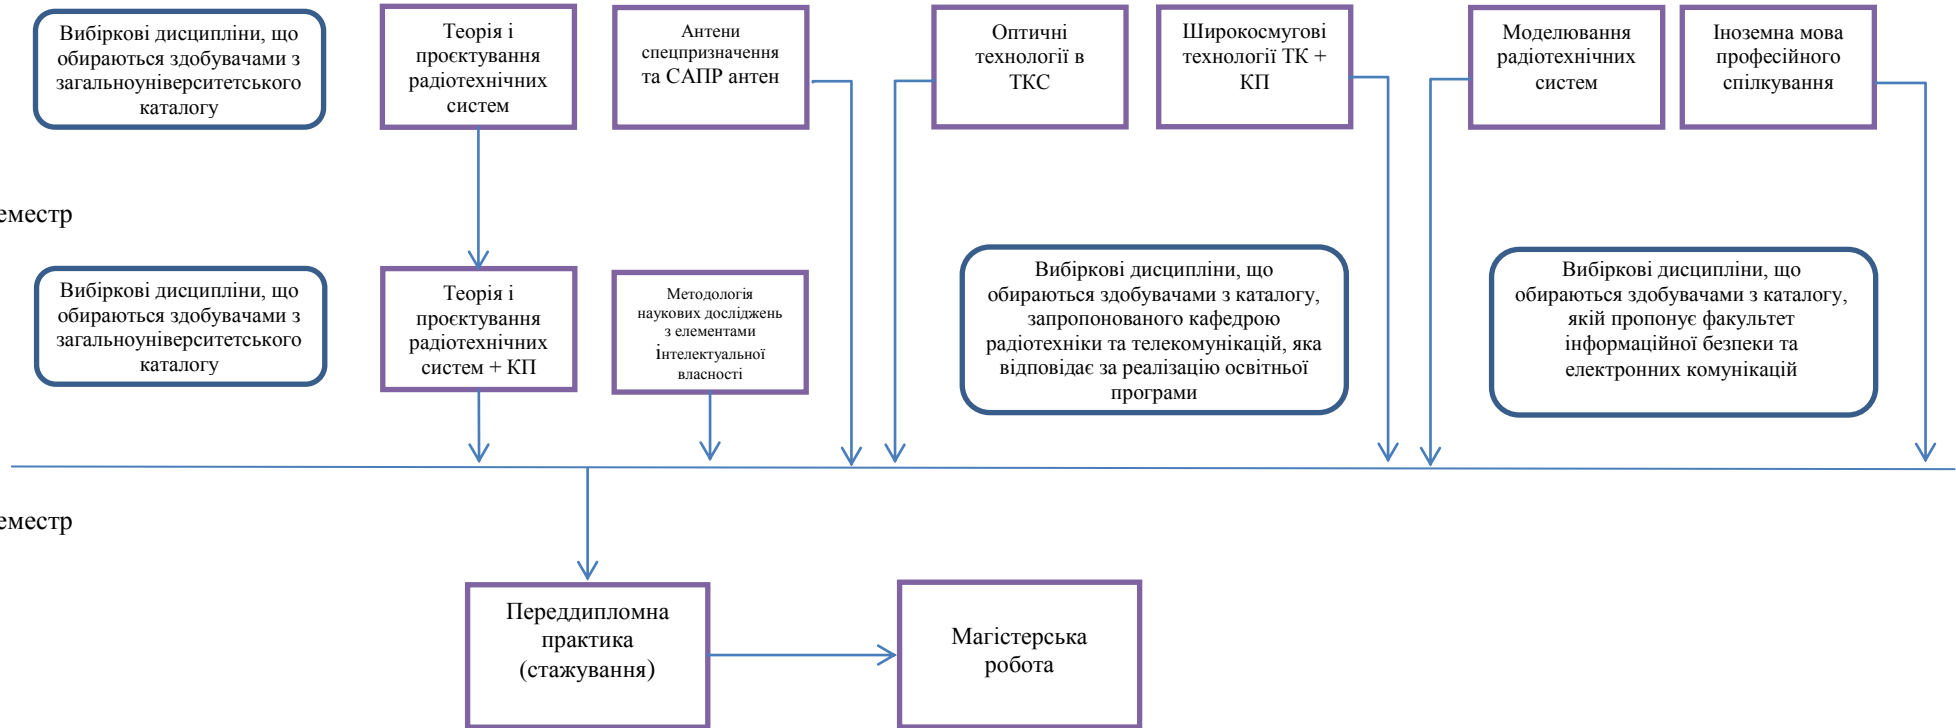 Вибіркові дисципліни, що
обираються здобувачами з
загальноуніверситетського
каталогу
Теорія і
проєктування
радіотехнічних
систем
Антени
спецпризначення
та САПР антен
Оптичні
технології в
ТКС
Широкосмугові
технології ТК +
КП
Моделювання
радіотехнічних
систем
Іноземна мова
професійного
спілкування
еместр
Вибіркові дисципліни, що
обираються здобувачами з
загальноуніверситетського
каталогу
Теорія і
проєктування
радіотехнічних
систем + КП
Методологія
наукових досліджень
з елементами
інтелектуальної
власності
Вибіркові дисципліни, що
обираються здобувачами з каталогу,
запропонованого кафедрою
радіотехніки та телекомунікацій, яка
відповідає за реалізацію освітньої
програми
Вибіркові дисципліни, що
обираються здобувачами з каталогу,
якій пропонує факультет
інформаційної безпеки та
електронних комунікацій
еместр
Переддипломна
практика
(стажування)
Магістерська
робота